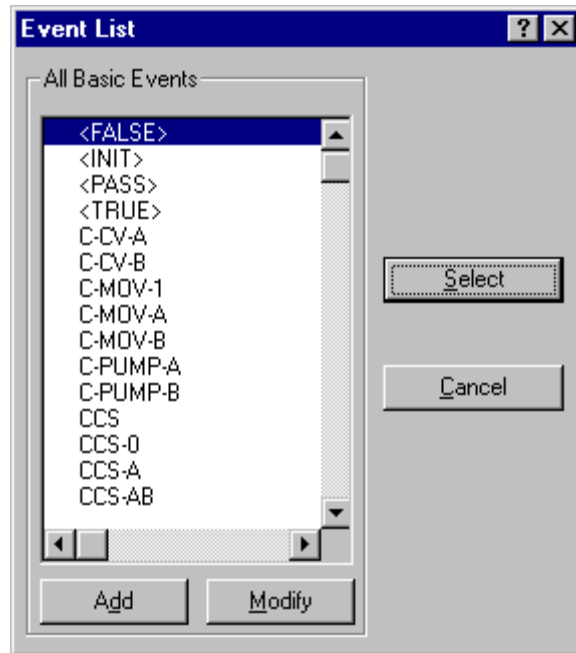 Event List
All Basic Events
<FALSE>
<INIT>
<PASS>
<TRUE>
C-CV-A
C-CV-B
C-MOV-1
C-MOV-A
C-MOV-B
C-PUMP-A
C-PUMP-B
CCS
CCS-0
CCS-A
CCS-AB
Select
Cancel
Add Modify